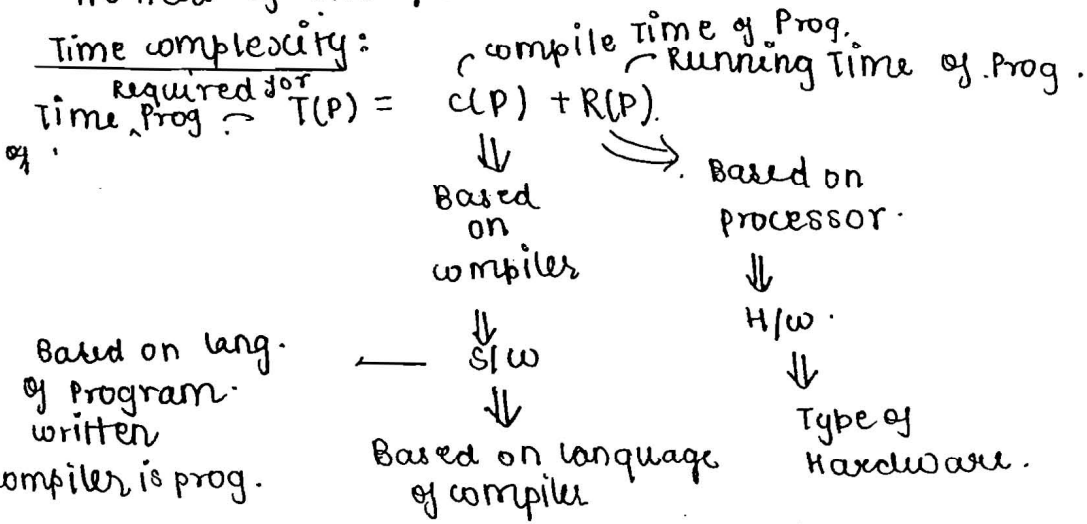 Time complexity:
compile Time of Prog.
Running Time of Prog.
Required for
Time ^ Prog T(P) = C(P) + R(P).
of
⇓
Based on
Based
on
compiler
processor.
⇓
H/W.
⇓
Type of
Hardware.
⇓
Based on lang. — S/W
of Program.
written
compiler is prog.
⇓
Based on language
of compiler